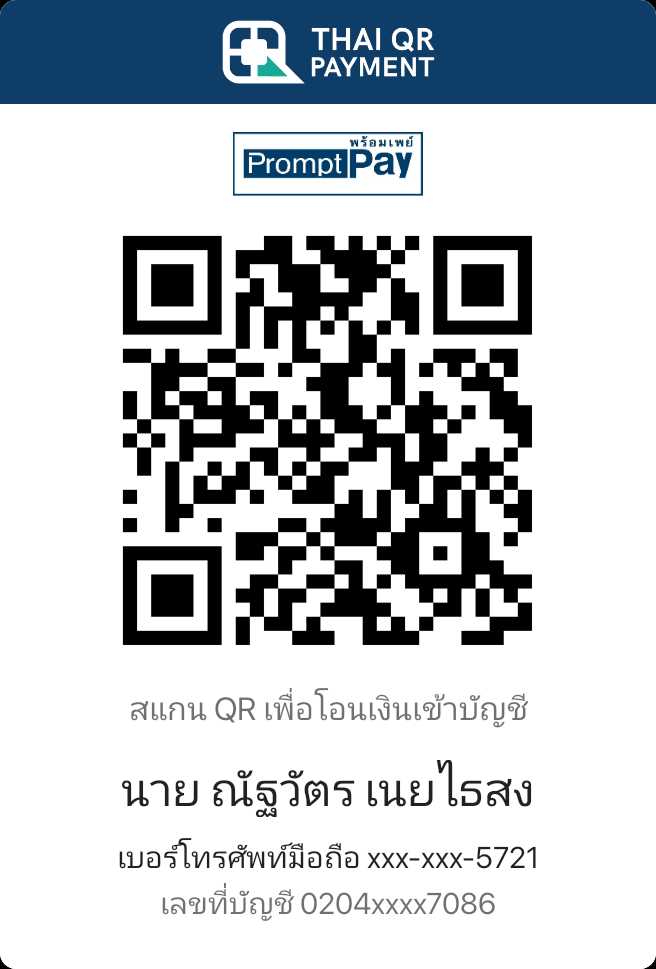 THAI QR
PAYMENT
พร้อมเพย์
PromptPay
สแกน QR เพื่อโอนเงินเข้าบัญชี
นาย ณัฐวัตร เนยไธสง
เบอร์โทรศัพท์มือถือ xxx-xxx-5721
เลขที่บัญชี 0204xxxx7086